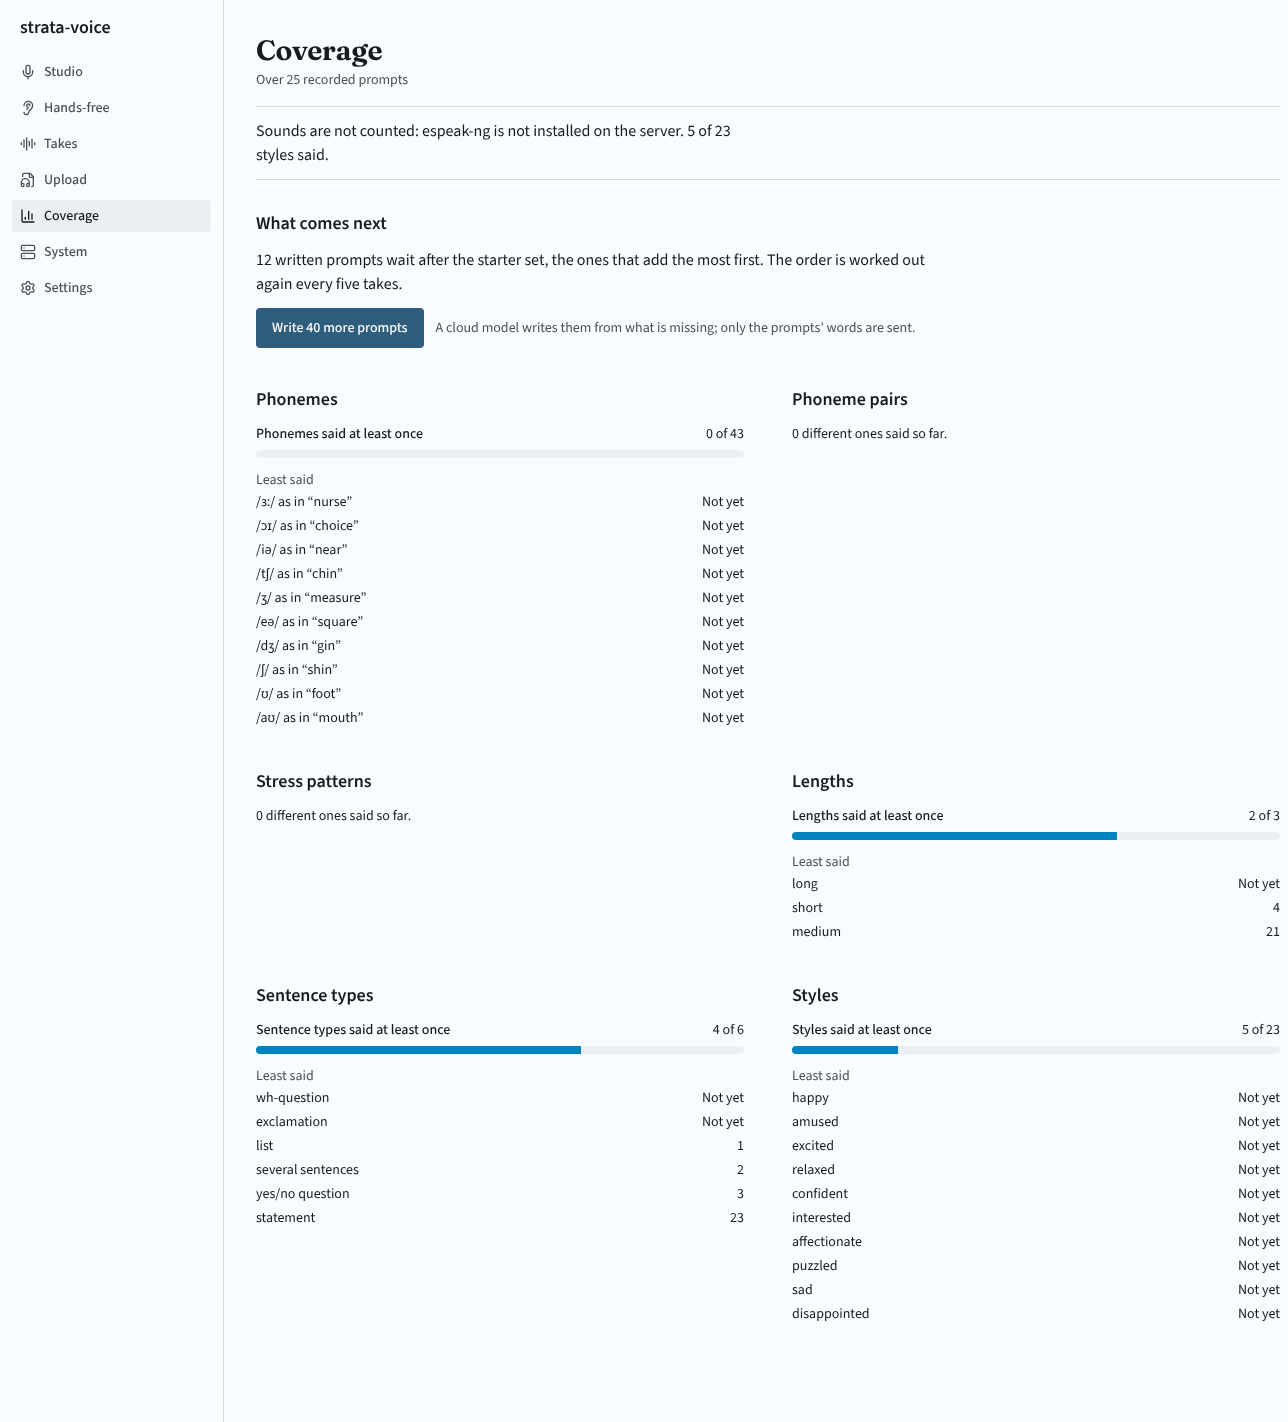 strata-voice
Studio
Hands-free
Takes
Upload
Coverage
System
Settings
Coverage
Over 25 recorded prompts
Sounds are not counted: espeak-ng is not installed on the server. 5 of 23
styles said.
What comes next
12 written prompts wait after the starter set, the ones that add the most first. The order is worked out
again every five takes.
Write 40 more prompts
A cloud model writes them from what is missing; only the prompts’ words are sent.
Phonemes
Phonemes said at least once 0 of 43
Least said
/ɜː/ as in “nurse” Not yet
/ɔɪ/ as in “choice” Not yet
/iə/ as in “near” Not yet
/tʃ/ as in “chin” Not yet
/ʒ/ as in “measure” Not yet
/eə/ as in “square” Not yet
/dʒ/ as in “gin” Not yet
/ʃ/ as in “shin” Not yet
/ʊ/ as in “foot” Not yet
/aʊ/ as in “mouth” Not yet
Phoneme pairs
0 different ones said so far.
Stress patterns
0 different ones said so far.
Lengths
Lengths said at least once 2 of 3
Least said
long Not yet
short 4
medium 21
Sentence types
Sentence types said at least once 4 of 6
Least said
wh-question Not yet
exclamation Not yet
list 1
several sentences 2
yes/no question 3
statement 23
Styles
Styles said at least once 5 of 23
Least said
happy Not yet
amused Not yet
excited Not yet
relaxed Not yet
confident Not yet
interested Not yet
affectionate Not yet
puzzled Not yet
sad Not yet
disappointed Not yet